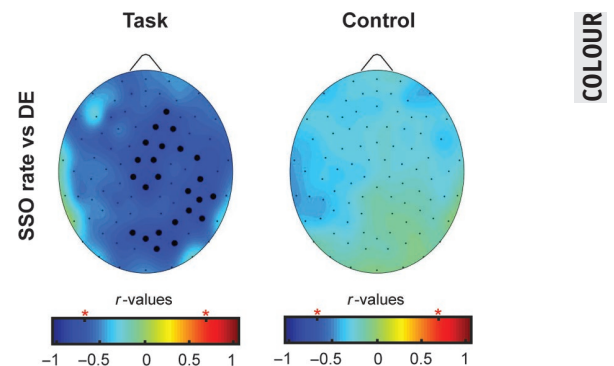 Task
Control
COLOUR
SSO rate vs DE
r-values
* *
−1 −0.5 0 0.5 1
r-values
* *
−1 −0.5 0 0.5 1